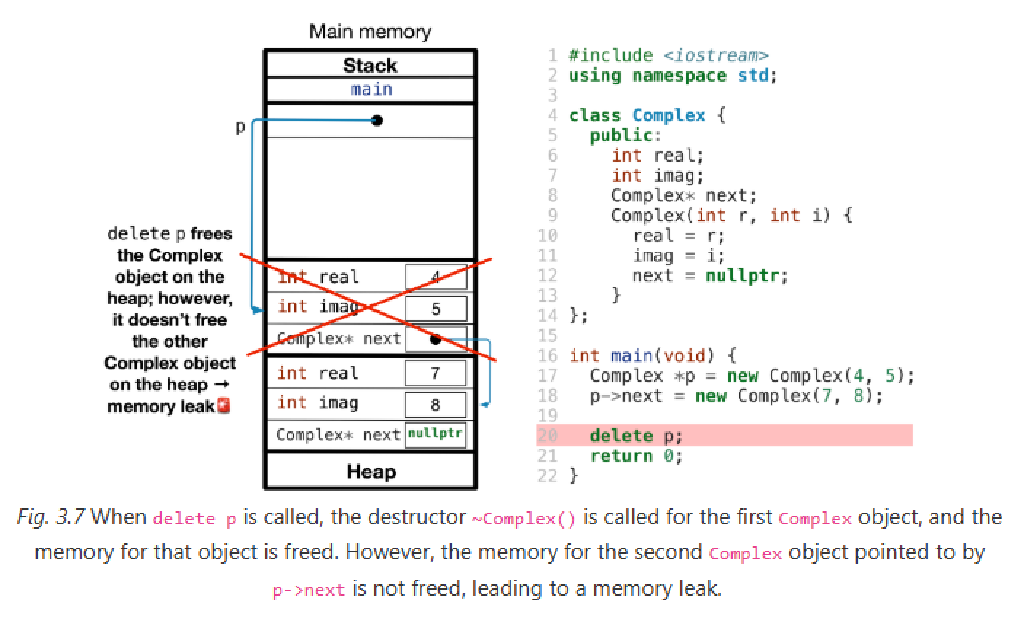 Main memory
Stack
main
p
delete p frees
the Complex
object on the
heap; however,
it doesn't free
the other
Complex object
on the heap →
memory leak🚨
int real 4
int imag 5
Complex* next
int real 7
int imag 8
Complex* next nullptr
Heap
1 #include <iostream>
2 using namespace std;
3
4 class Complex {
5   public:
6     int real;
7     int imag;
8     Complex* next;
9     Complex(int r, int i) {
10       real = r;
11       imag = i;
12       next = nullptr;
13     }
14 };
15
16 int main(void) {
17   Complex *p = new Complex(4, 5);
18   p->next = new Complex(7, 8);
19
20   delete p;
21   return 0;
22 }
Fig. 3.7 When delete p is called, the destructor ~Complex() is called for the first Complex object, and the
memory for that object is freed. However, the memory for the second Complex object pointed to by
p->next is not freed, leading to a memory leak.